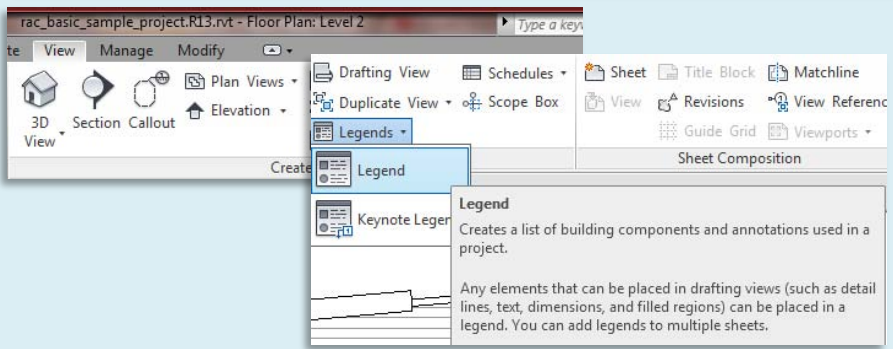 rac_basic_sample_project.R13.rvt - Floor Plan: Level 2
Type a key
te View Manage Modify
3D View
Section
Callout
Plan Views
Elevation
Create
Drafting View
Duplicate View
Legends
Schedules
Scope Box
Sheet
View
Title Block
Revisions
Guide Grid
Matchline
View Referenc
Viewports
Sheet Composition
Legend
Keynote Leger
Legend
Creates a list of building components and annotations used in a
project.
Any elements that can be placed in drafting views (such as detail
lines, text, dimensions, and filled regions) can be placed in a
legend. You can add legends to multiple sheets.